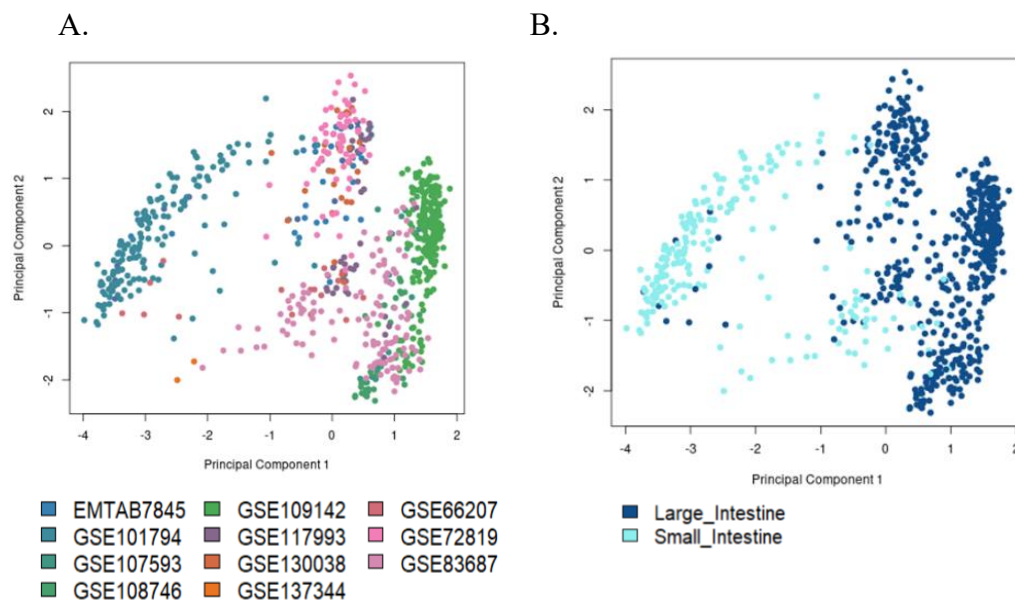 A.
B.
2
1
0
-1
-2
Principal Component 2
-4 -3 -2 -1 0 1 2
Principal Component 1
2
1
0
-1
-2
Principal Component 2
-4 -3 -2 -1 0 1 2
Principal Component 1
EMTAB7845 GSE109142 GSE66207
GSE101794 GSE117993 GSE72819
GSE107593 GSE130038 GSE83687
GSE108746 GSE137344
Large_Intestine
Small_Intestine